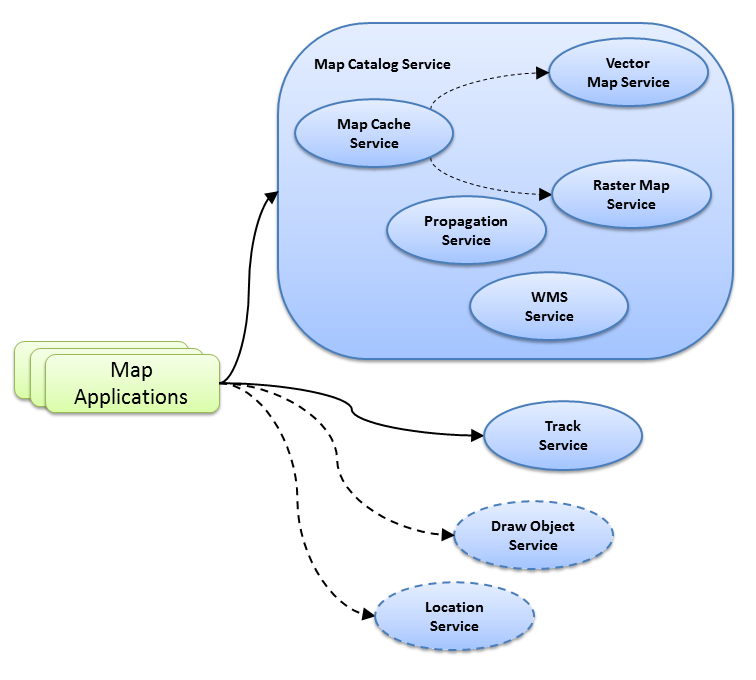 Map Catalog Service
Vector
Map Service
Map Cache
Service
Raster Map
Service
Propagation
Service
WMS
Service
Map
Applications
Track
Service
Draw Object
Service
Location
Service